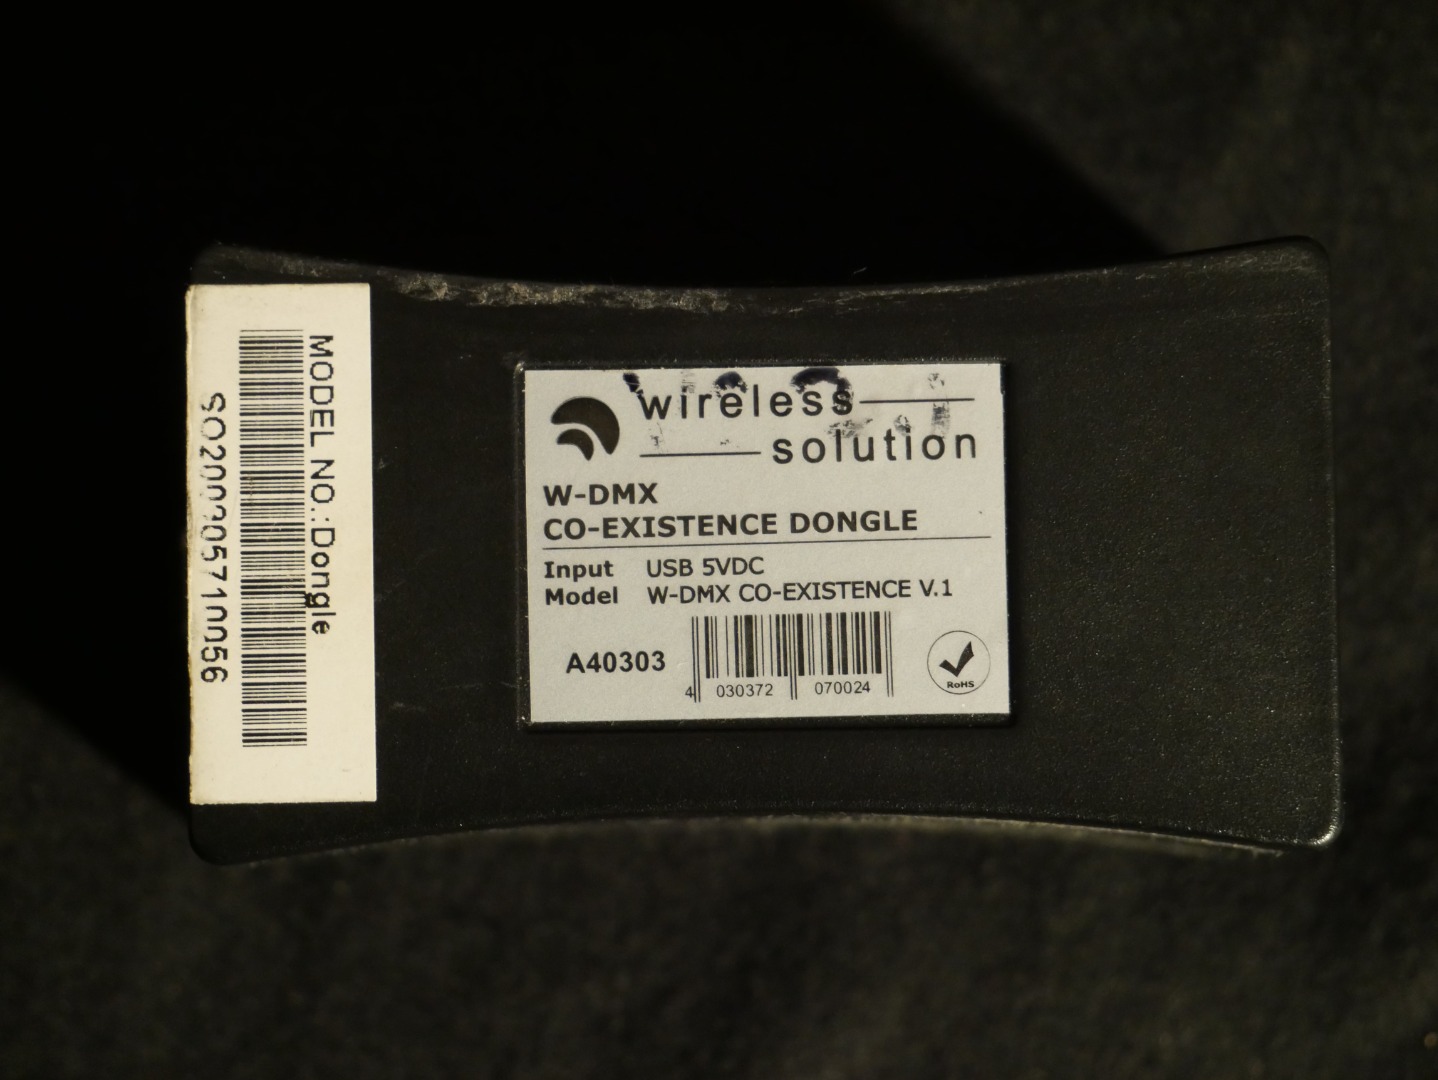 MODEL NO.:Dongle
wireless
solution
W-DMX
CO-EXISTENCE DONGLE
Input USB 5VDC
Model W-DMX CO-EXISTENCE V.1
A40303
4 030372 070024
RoHS